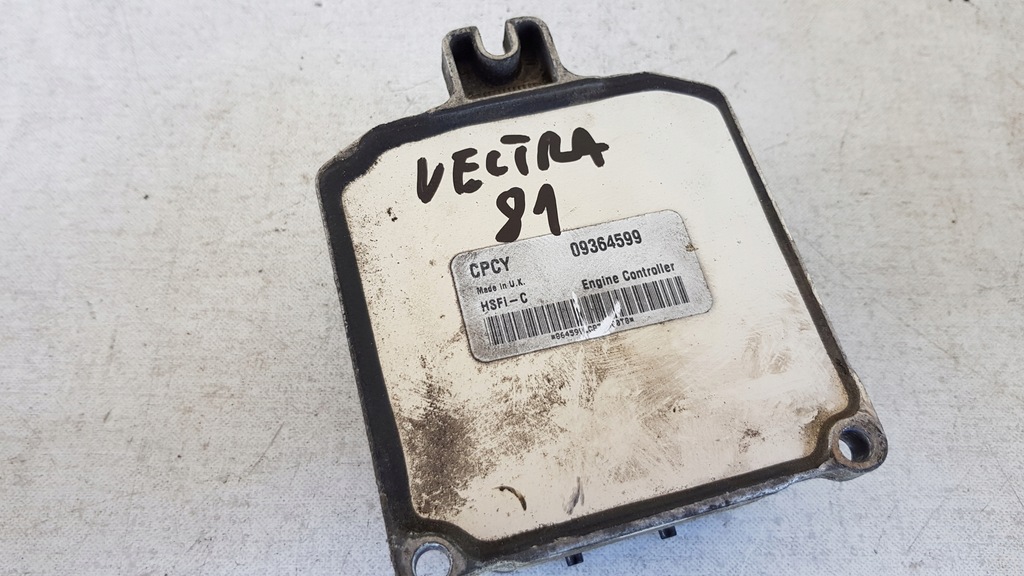 VECTRA
81
CPCY 09364599
Made in U.K.
HSFI-C Engine Controller